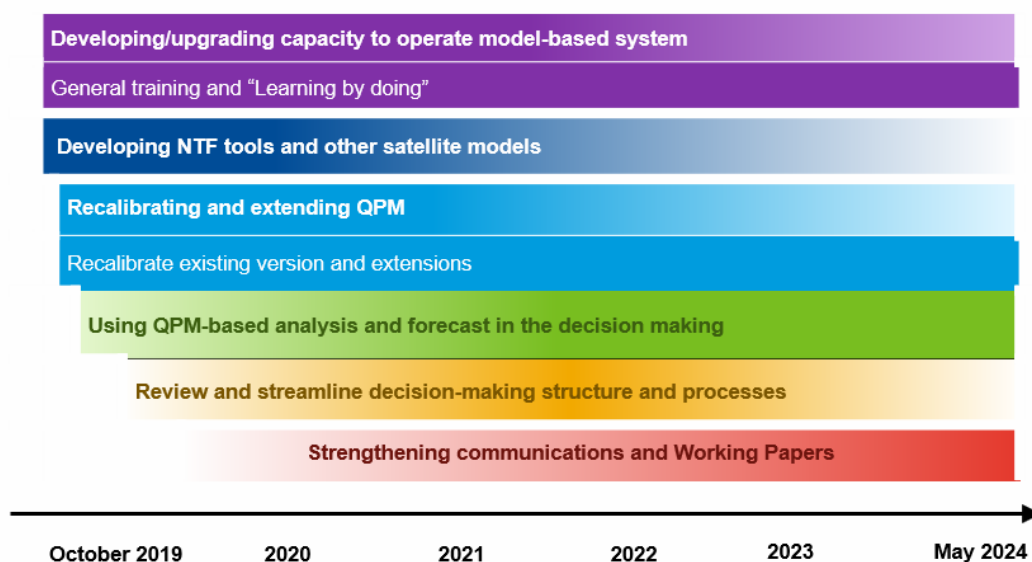 Developing/upgrading capacity to operate model-based system
General training and “Learning by doing”
Developing NTF tools and other satellite models
Recalibrating and extending QPM
Recalibrate existing version and extensions
Using QPM-based analysis and forecast in the decision making
Review and streamline decision-making structure and processes
Strengthening communications and Working Papers
October 2019 2020 2021 2022 2023 May 2024